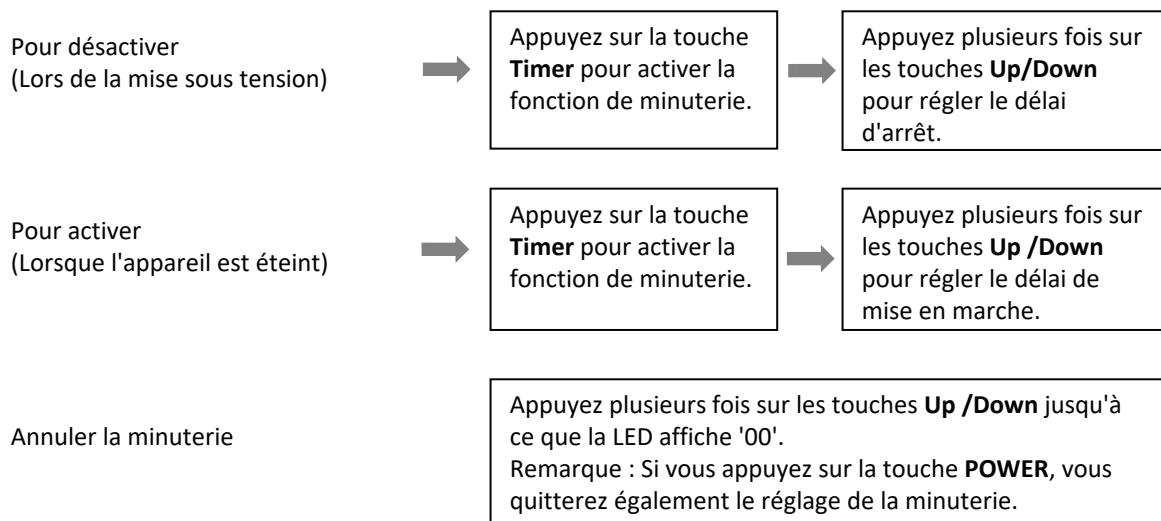 Pour désactiver
(Lors de la mise sous tension)
Appuyez sur la touche
Timer pour activer la
fonction de minuterie.
Appuyez plusieurs fois sur
les touches Up/Down
pour régler le délai
d'arrêt.
Pour activer
(Lorsque l'appareil est éteint)
Appuyez sur la touche
Timer pour activer la
fonction de minuterie.
Appuyez plusieurs fois sur
les touches Up /Down
pour régler le délai de
mise en marche.
Annuler la minuterie
Appuyez plusieurs fois sur les touches Up /Down jusqu'à
ce que la LED affiche '00'.
Remarque : Si vous appuyez sur la touche POWER, vous
quitterez également le réglage de la minuterie.